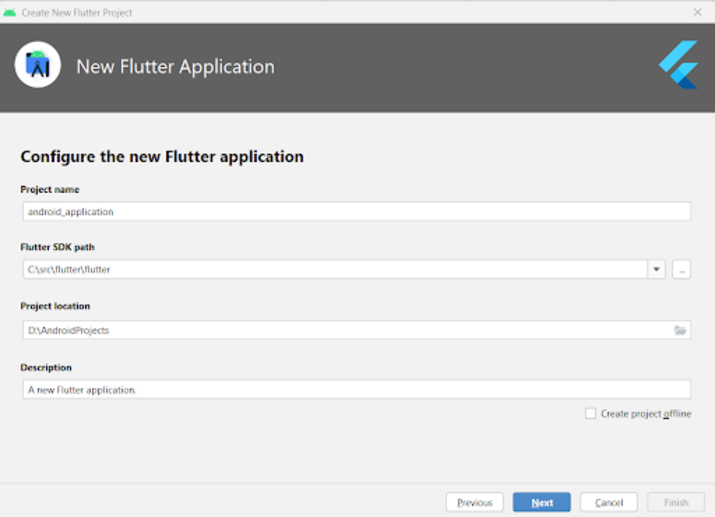 Create New Flutter Project
New Flutter Application
Configure the new Flutter application
Project name
android_application
Flutter SDK path
C:\src\flutter\flutter
...
Project location
D:\AndroidProjects
Description
A new Flutter application.
Create project offline
Previous Next Cancel Finish